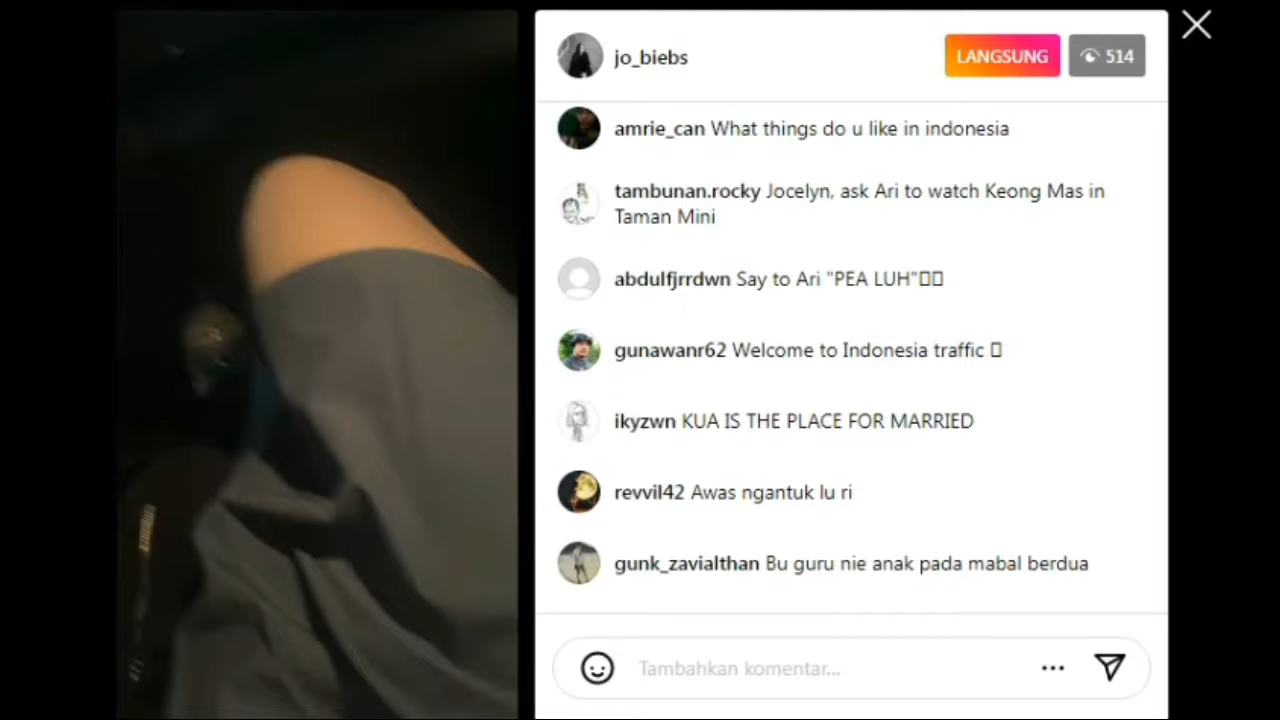 jo_biebs
LANGSUNG
514
amrie_can What things do u like in indonesia
tambunan.rocky Jocelyn, ask Ari to watch Keong Mas in
Taman Mini
abdulfjrrdwn Say to Ari "PEA LUH"
gunawanr62 Welcome to Indonesia traffic
ikyzwn KUA IS THE PLACE FOR MARRIED
revvil42 Awas ngantuk lu ri
gunk_zavialthan Bu guru nie anak pada mabal berdua
Tambahkan komentar...